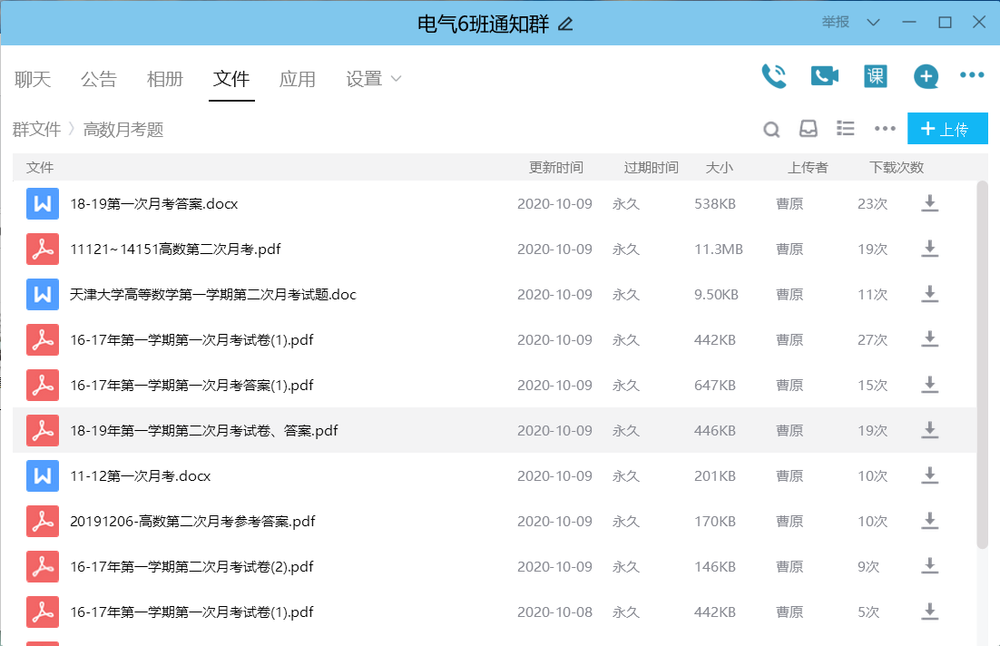 电气6班通知群
举报
聊天 公告 相册 文件 应用 设置
课
群文件 〉高数月考题
上传
文件 更新时间 过期时间 大小 上传者 下载次数
18-19第一次月考答案.docx 2020-10-09 永久 538KB 曹原 23次
11121~14151高数第二次月考.pdf 2020-10-09 永久 11.3MB 曹原 19次
天津大学高等数学第一学期第二次月考试题.doc 2020-10-09 永久 9.50KB 曹原 11次
16-17年第一学期第一次月考试卷(1).pdf 2020-10-09 永久 442KB 曹原 27次
16-17年第一学期第一次月考答案(1).pdf 2020-10-09 永久 647KB 曹原 15次
18-19年第一学期第二次月考试卷、答案.pdf 2020-10-09 永久 446KB 曹原 19次
11-12第一次月考.docx 2020-10-09 永久 201KB 曹原 10次
20191206-高数第二次月考参考答案.pdf 2020-10-09 永久 170KB 曹原 10次
16-17年第一学期第二次月考试卷(2).pdf 2020-10-09 永久 146KB 曹原 9次
16-17年第一学期第一次月考试卷(1).pdf 2020-10-08 永久 442KB 曹原 5次